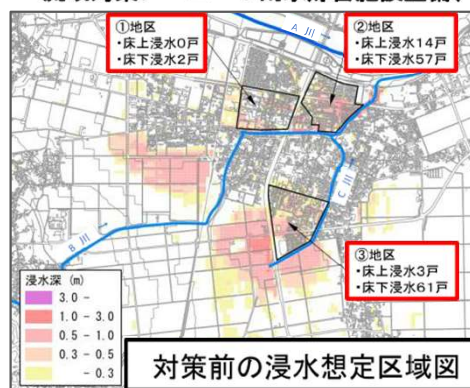 ①地区
・床上浸水0戸
・床下浸水2戸
②地区
・床上浸水14戸
・床下浸水57戸
A川
B川
C川
③地区
・床上浸水3戸
・床下浸水61戸
浸水深 (m)
3.0 -
1.0 - 3.0
0.5 - 1.0
0.3 - 0.5
- 0.3
対策前の浸水想定区域図